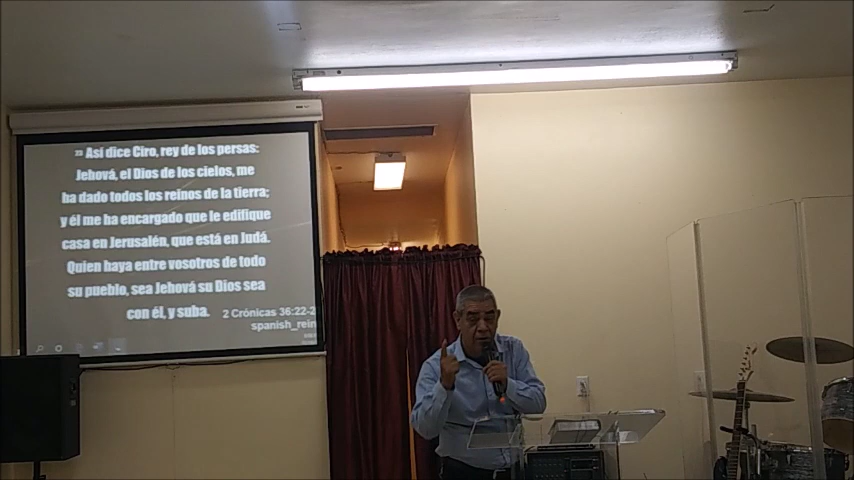 23 Así dice Ciro, rey de los persas:
Jehová, el Dios de los cielos, me
ha dado todos los reinos de la tierra;
y él me ha encargado que le edifique
casa en Jerusalén, que está en Judá.
Quien haya entre vosotros de todo
su pueblo, sea Jehová su Dios sea
con él, y suba.
2 Crónicas 36:22-2
spanish_rein